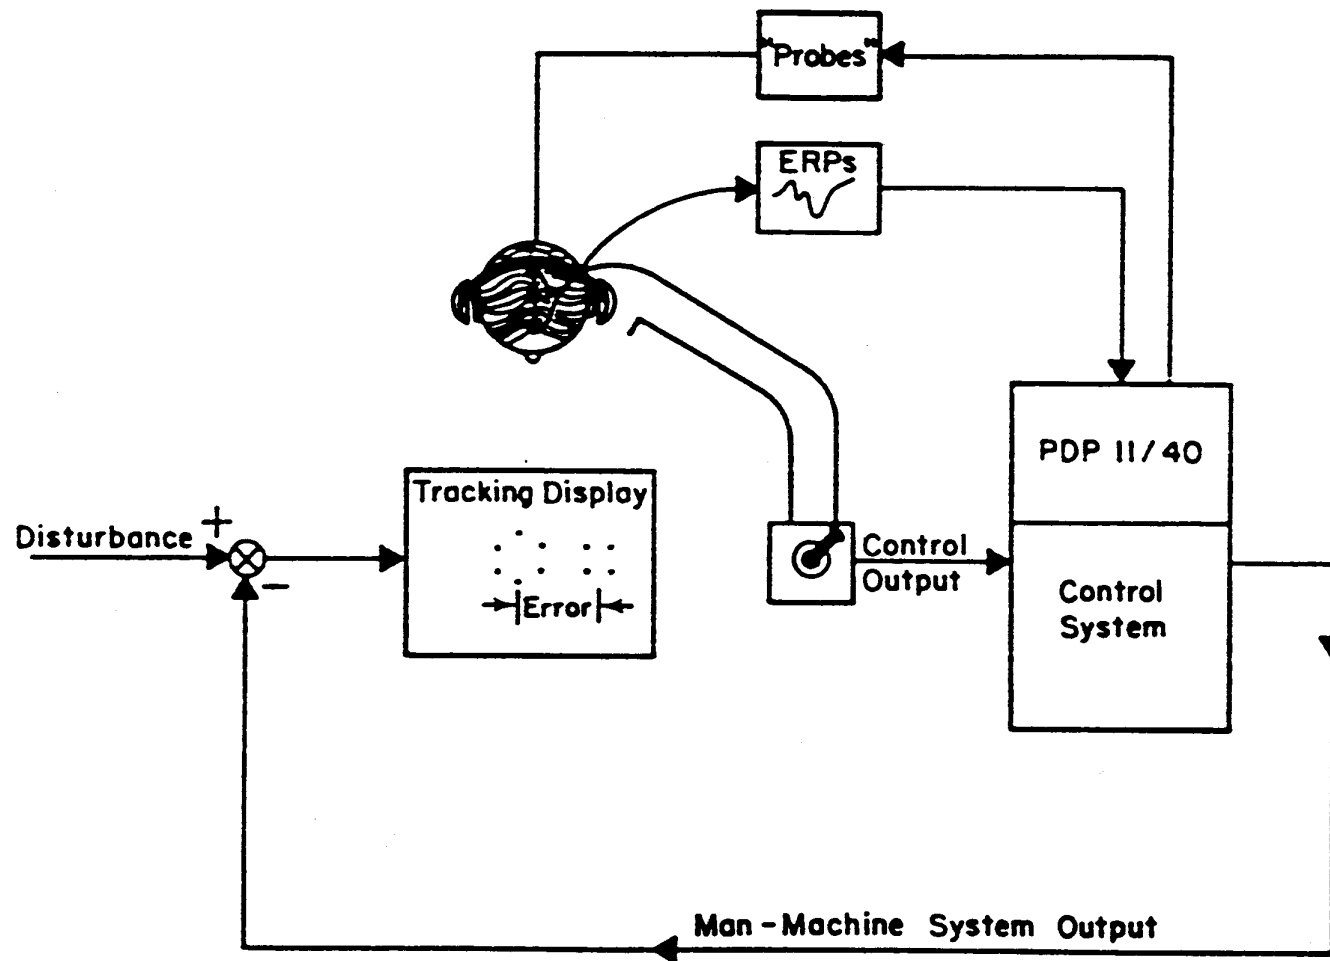 "Probes"
ERPs
PDP 11/40
Tracking Display
Disturbance
+
−
Error
Control
Output
Control
System
Man-Machine System Output